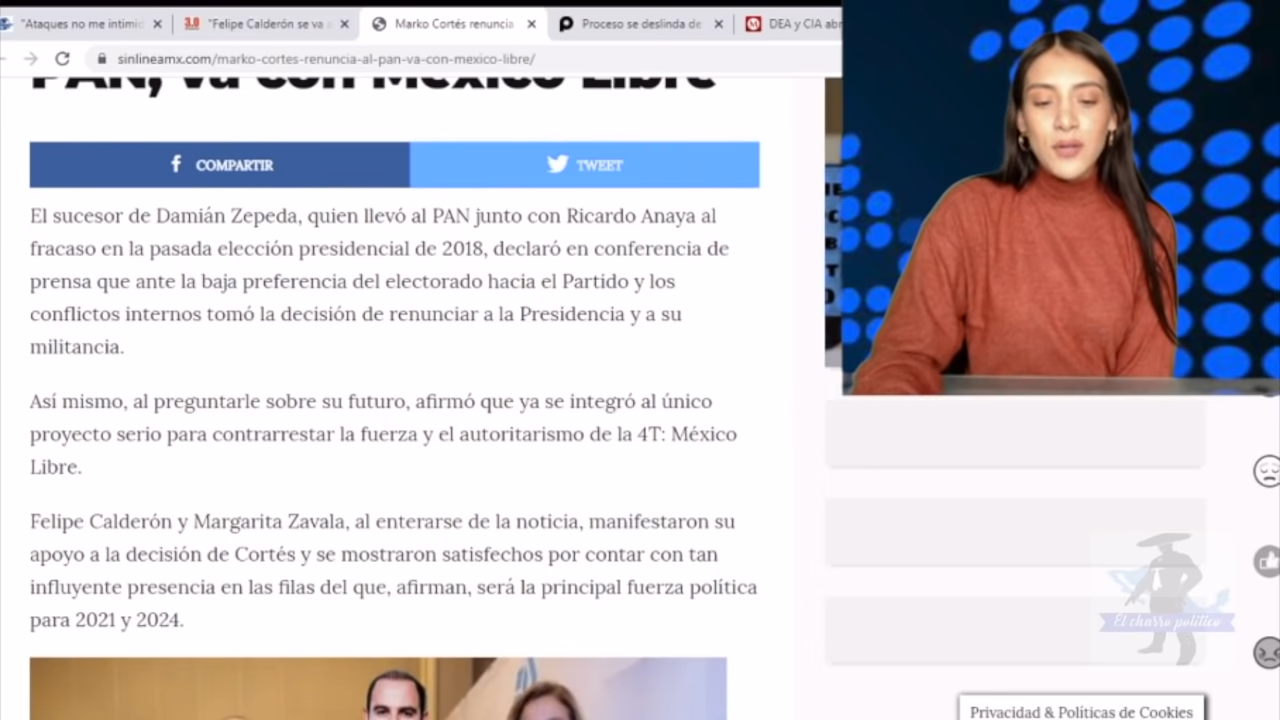 "Ataques no me intimid
3.0 "Felipe Calderón se va a
Marko Cortés renuncia
Proceso se deslinda de
DEA y CIA abr
sinlineamx.com/marko-cortes-renuncia-al-pan-va-con-mexico-libre/
PAN, va con México Libre
COMPARTIR
TWEET
El sucesor de Damián Zepeda, quien llevó al PAN junto con Ricardo Anaya al
fracaso en la pasada elección presidencial de 2018, declaró en conferencia de
prensa que ante la baja preferencia del electorado hacia el Partido y los
conflictos internos tomó la decisión de renunciar a la Presidencia y a su
militancia.
Así mismo, al preguntarle sobre su futuro, afirmó que ya se integró al único
proyecto serio para contrarrestar la fuerza y el autoritarismo de la 4T: México
Libre.
Felipe Calderón y Margarita Zavala, al enterarse de la noticia, manifestaron su
apoyo a la decisión de Cortés y se mostraron satisfechos por contar con tan
influyente presencia en las filas del que, afirman, será la principal fuerza política
para 2021 y 2024.
El charro político
Privacidad & Políticas de Cookies